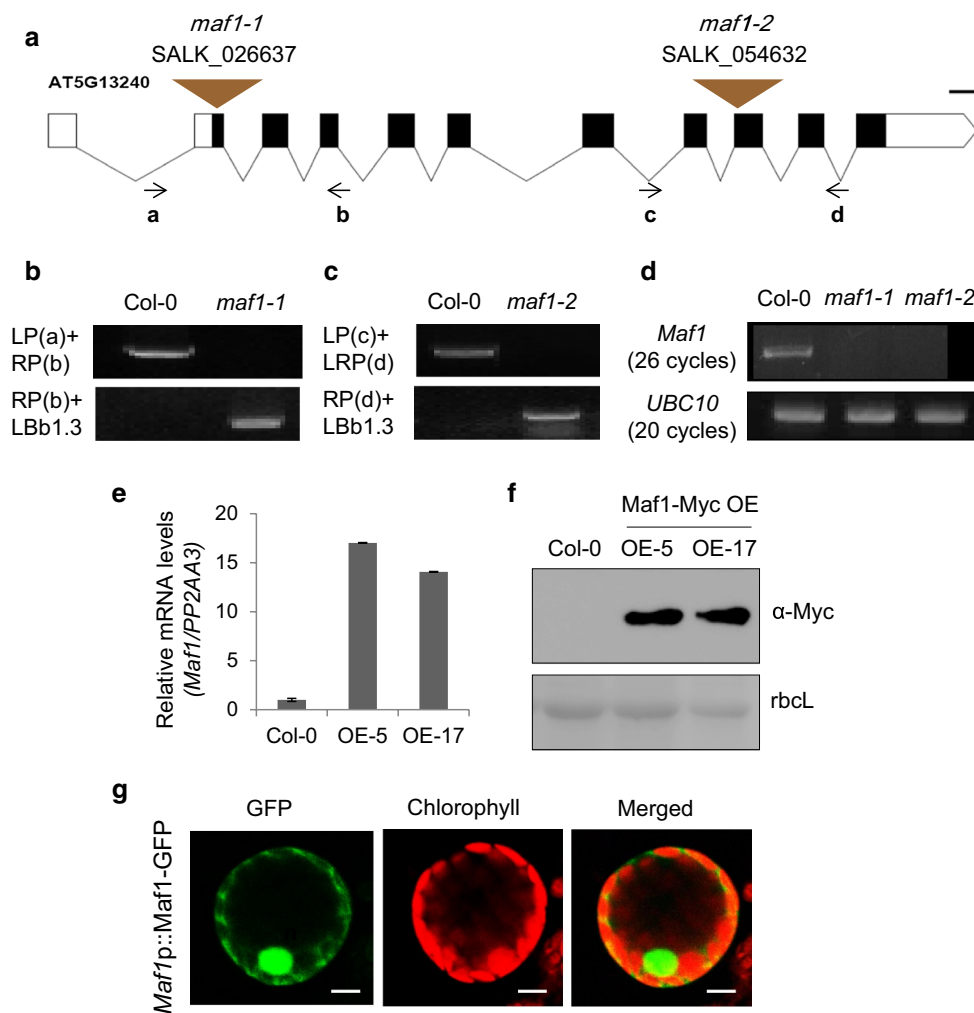 a
maf1-1
SALK_026637
maf1-2
SALK_054632
AT5G13240
a
b
c
d
b
Col-0
maf1-1
LP(a)+
RP(b)
RP(b)+
LBb1.3
c
Col-0
maf1-2
LP(c)+
LRP(d)
RP(d)+
LBb1.3
d
Col-0
maf1-1
maf1-2
Maf1
(26 cycles)
UBC10
(20 cycles)
e
Relative mRNA levels
(Maf1/PP2AA3)
20
15
10
5
0
Col-0
OE-5
OE-17
f
Maf1-Myc OE
Col-0
OE-5
OE-17
α-Myc
rbcL
g
GFP
Chlorophyll
Merged
Maf1p::Maf1-GFP